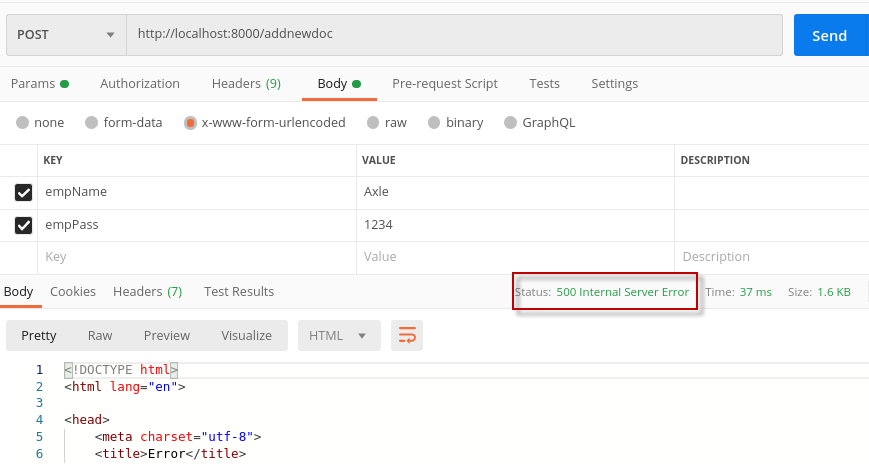 POST http://localhost:8000/addnewdoc Send
Params Authorization Headers (9) Body Pre-request Script Tests Settings
none form-data x-www-form-urlencoded raw binary GraphQL
KEY VALUE DESCRIPTION
empName Axle
empPass 1234
Key Value Description
Body Cookies Headers (7) Test Results Status: 500 Internal Server Error Time: 37 ms Size: 1.6 KB
Pretty Raw Preview Visualize HTML
1 <!DOCTYPE html>
2 <html lang="en">
3
4 <head>
5 <meta charset="utf-8">
6 <title>Error</title>